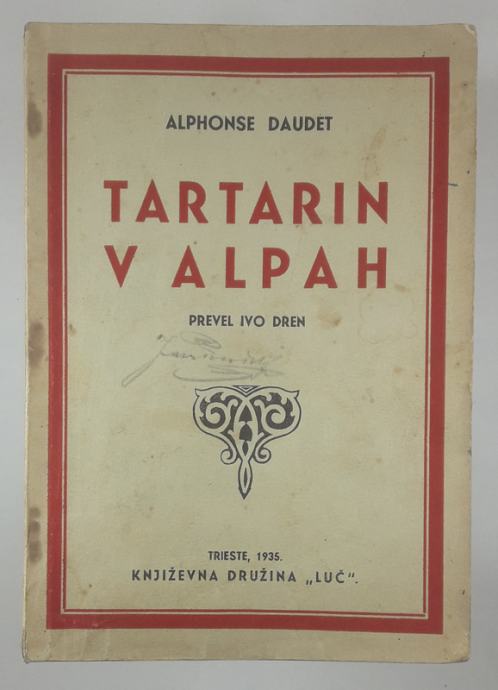 ALPHONSE DAUDET
TARTARIN
V ALPAH
PREVEL IVO DREN
TRIESTE, 1935.
KNJIŽEVNA DRUŽINA „LUČ“.